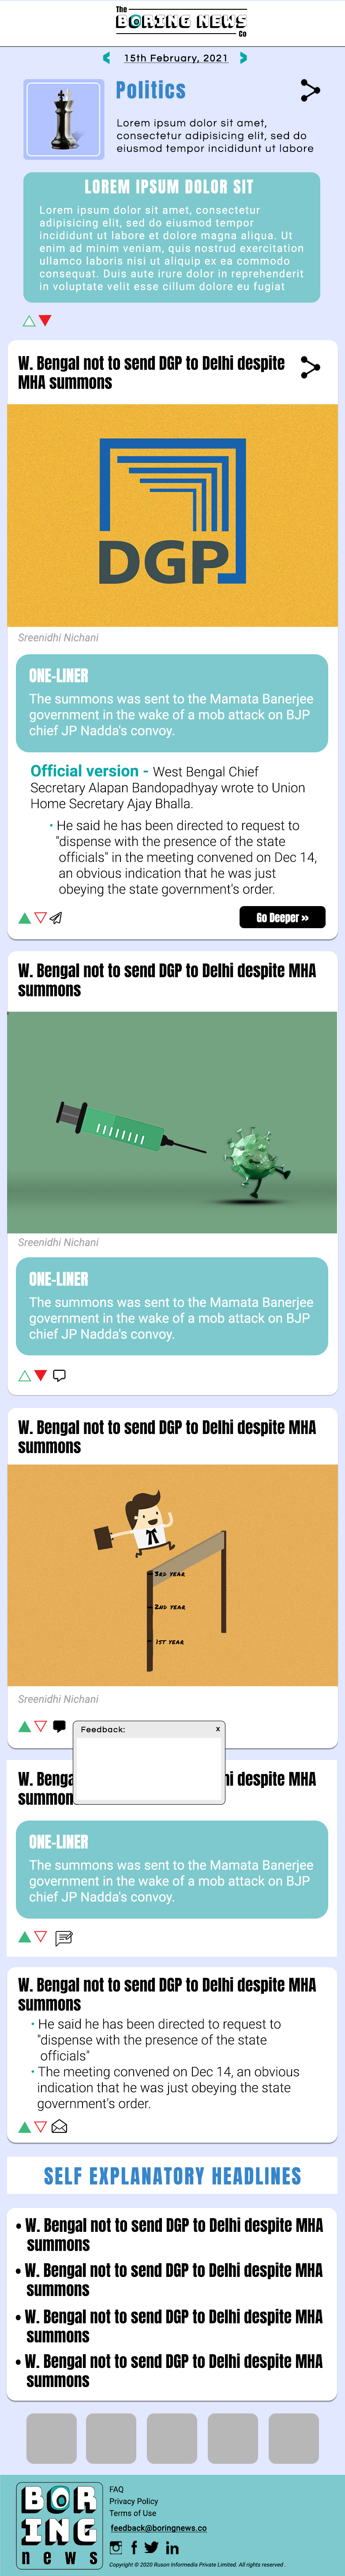 The
BORING NEWS
Co
15th February, 2021
Politics
Lorem ipsum dolor sit amet,
consectetur adipisicing elit, sed do
eiusmod tempor incididunt ut labore
LOREM IPSUM DOLOR SIT
Lorem ipsum dolor sit amet, consectetur
adipisicing elit, sed do eiusmod tempor
incididunt ut labore et dolore magna aliqua. Ut
enim ad minim veniam, quis nostrud exercitation
ullamco laboris nisi ut aliquip ex ea commodo
consequat. Duis aute irure dolor in reprehenderit
in voluptate velit esse cillum dolore eu fugiat
W. Bengal not to send DGP to Delhi despite
MHA summons
DGP
Sreenidhi Nichani
ONE-LINER
The summons was sent to the Mamata Banerjee
government in the wake of a mob attack on BJP
chief JP Nadda's convoy.
Official version - West Bengal Chief
Secretary Alapan Bandopadhyay wrote to Union
Home Secretary Ajay Bhalla.
• He said he has been directed to request to
"dispense with the presence of the state
officials" in the meeting convened on Dec 14,
an obvious indication that he was just
obeying the state government's order.
Go Deeper »
W. Bengal not to send DGP to Delhi despite MHA
summons
Sreenidhi Nichani
ONE-LINER
The summons was sent to the Mamata Banerjee
government in the wake of a mob attack on BJP
chief JP Nadda's convoy.
W. Bengal not to send DGP to Delhi despite MHA
summons
3RD YEAR
2ND YEAR
1ST YEAR
Sreenidhi Nichani
Feedback: x
W. Benga hi despite MHA
summon
ONE-LINER
The summons was sent to the Mamata Banerjee
government in the wake of a mob attack on BJP
chief JP Nadda's convoy.
W. Bengal not to send DGP to Delhi despite MHA
summons
• He said he has been directed to request to
"dispense with the presence of the state
officials"
• The meeting convened on Dec 14, an obvious
indication that he was just obeying the state
government's order.
SELF EXPLANATORY HEADLINES
• W. Bengal not to send DGP to Delhi despite MHA
summons
• W. Bengal not to send DGP to Delhi despite MHA
summons
• W. Bengal not to send DGP to Delhi despite MHA
summons
• W. Bengal not to send DGP to Delhi despite MHA
summons
BOR
ING
news
FAQ
Privacy Policy
Terms of Use
feedback@boringnews.co
Copyright © 2020 Ruson Informedia Private Limited. All rights reserved.